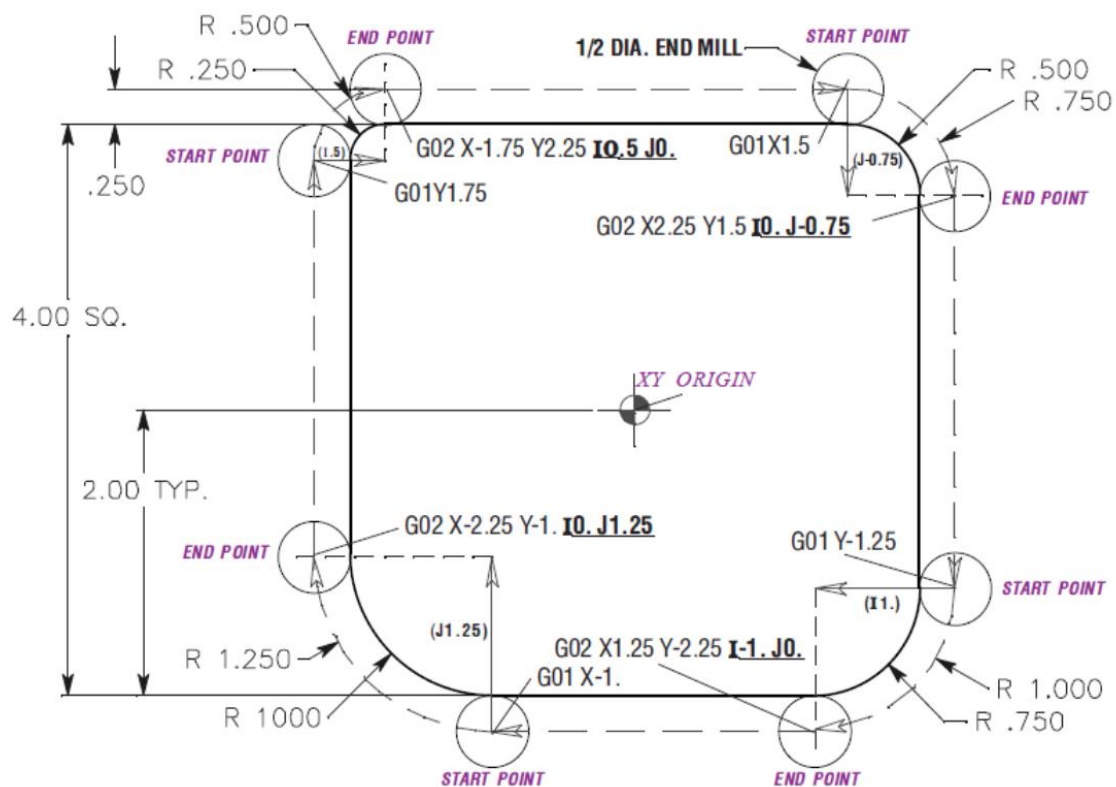 R .500
END POINT
1/2 DIA. END MILL
START POINT
R .250
R .500
R .750
G02 X-1.75 Y2.25 I0.5 J0.
G01X1.5
START POINT
(I.5)
(J-0.75)
.250
G01Y1.75
END POINT
G02 X2.25 Y1.5 I0. J-0.75
4.00 SQ.
XY ORIGIN
2.00 TYP.
G02 X-2.25 Y-1. I0. J1.25
G01 Y-1.25
END POINT
START POINT
(I1.)
(J1.25)
R 1.250
G02 X1.25 Y-2.25 I-1. J0.
G01 X-1.
R 1.000
R 1000
R .750
START POINT
END POINT